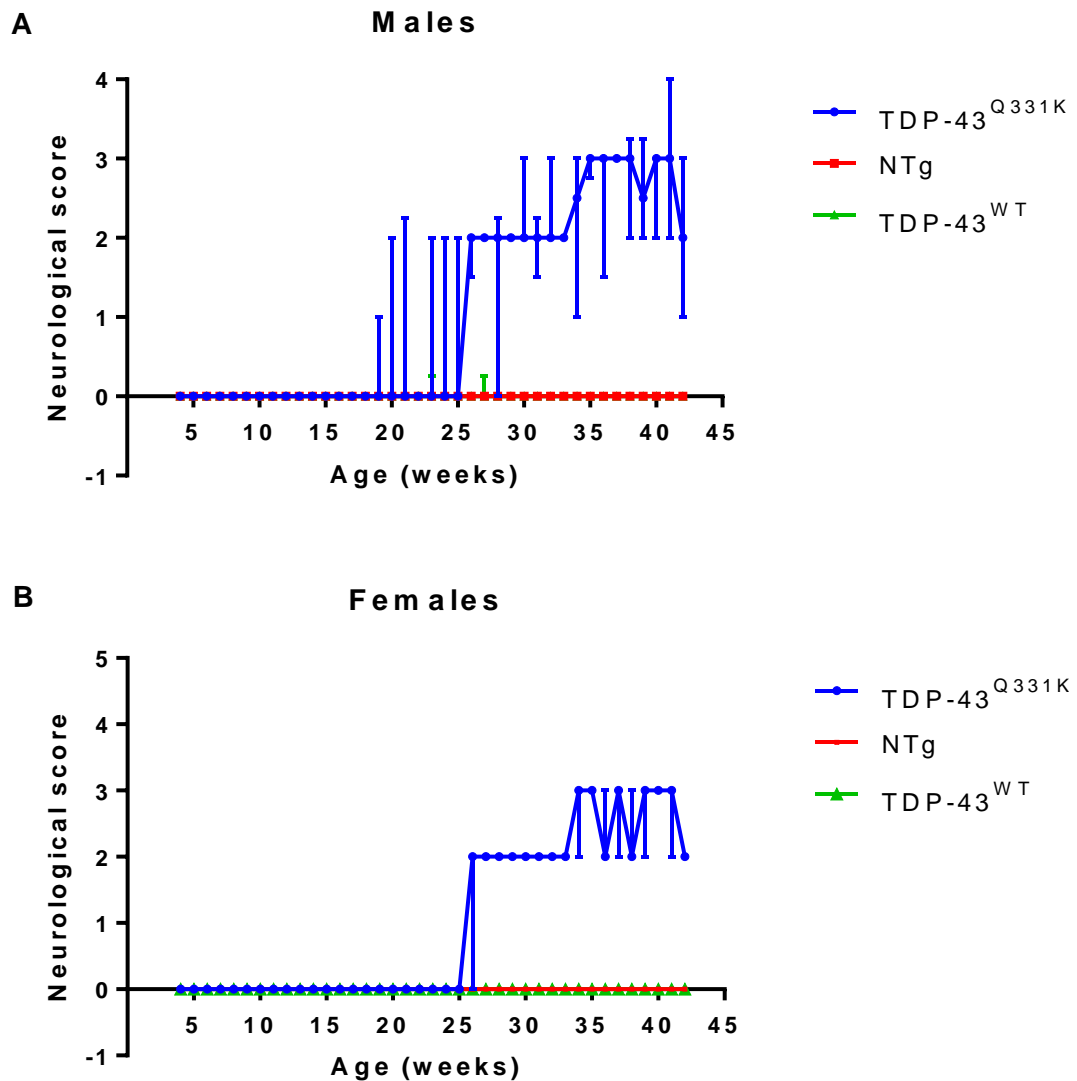 A
Males
4
3
2
1
0
-1
Neurological score
5 10 15 20 25 30 35 40 45
Age (weeks)
TDP-43Q331K
NTg
TDP-43WT
B
Females
5
4
3
2
1
0
-1
Neurological score
5 10 15 20 25 30 35 40 45
Age (weeks)
TDP-43Q331K
NTg
TDP-43WT